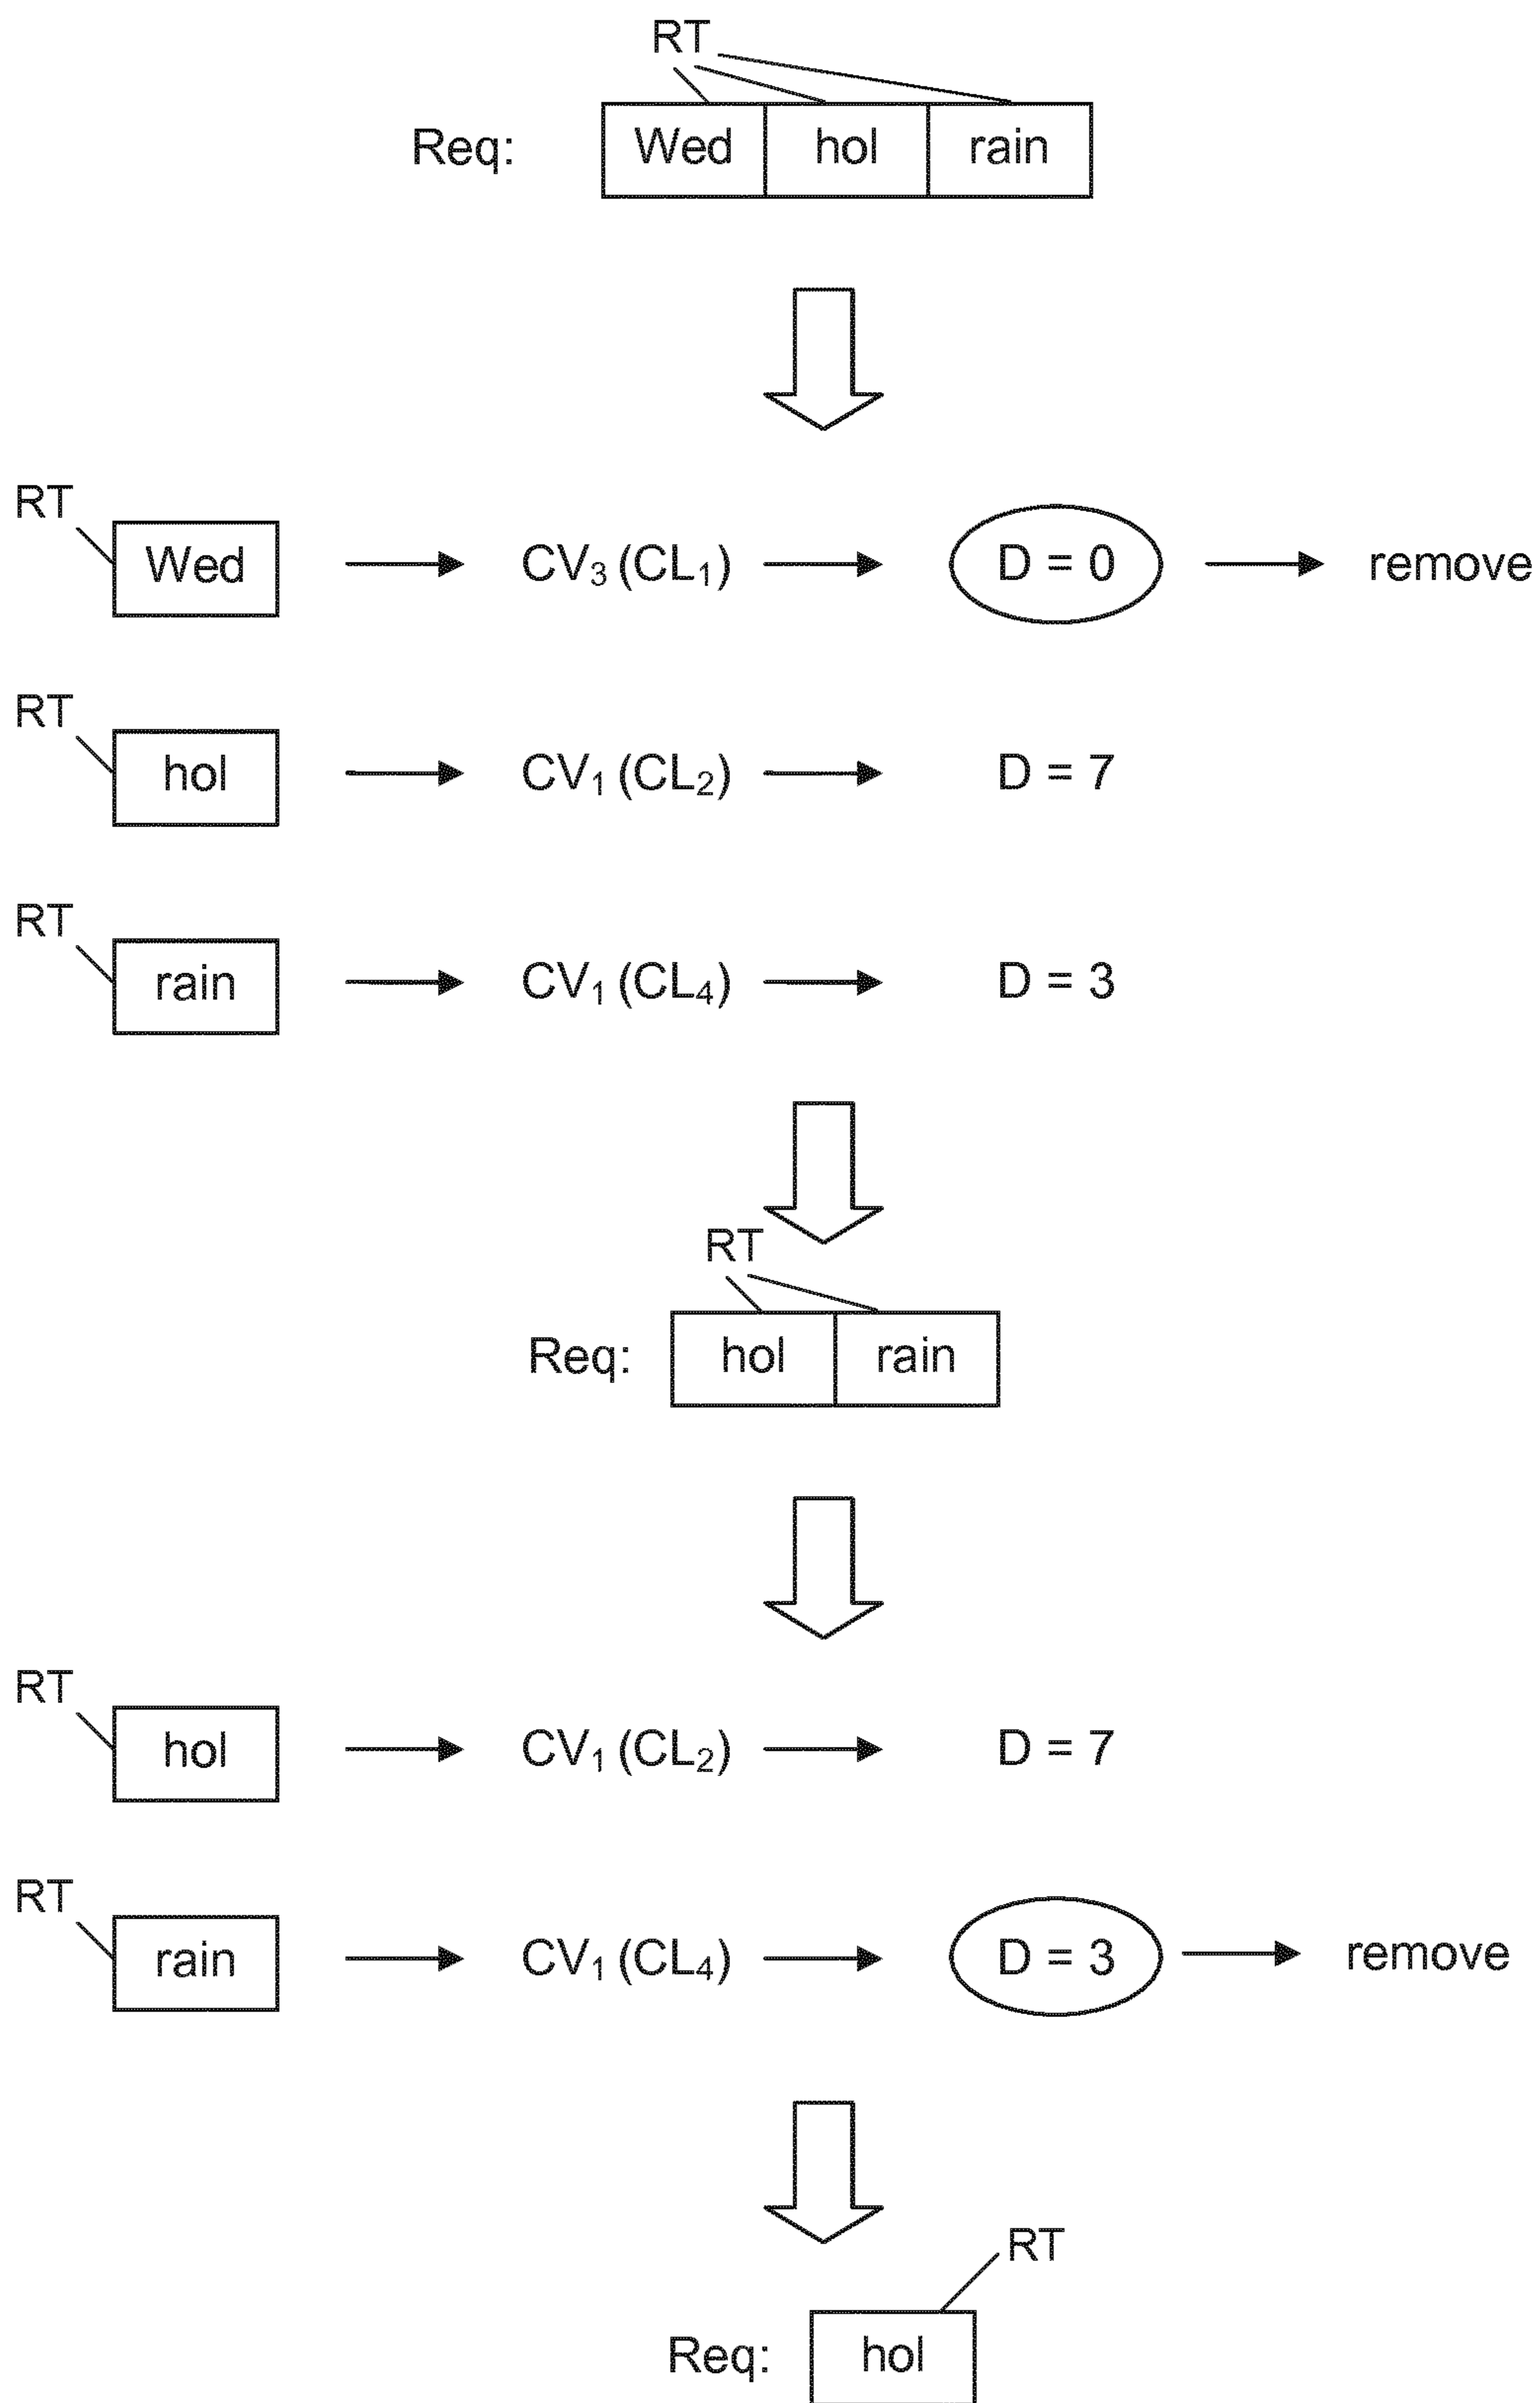 RT
Req: Wed hol rain
RT
Wed CV₃ (CL₁) D = 0 remove
RT
hol CV₁ (CL₂) D = 7
RT
rain CV₁ (CL₄) D = 3
RT
Req: hol rain
RT
hol CV₁ (CL₂) D = 7
RT
rain CV₁ (CL₄) D = 3 remove
RT
Req: hol